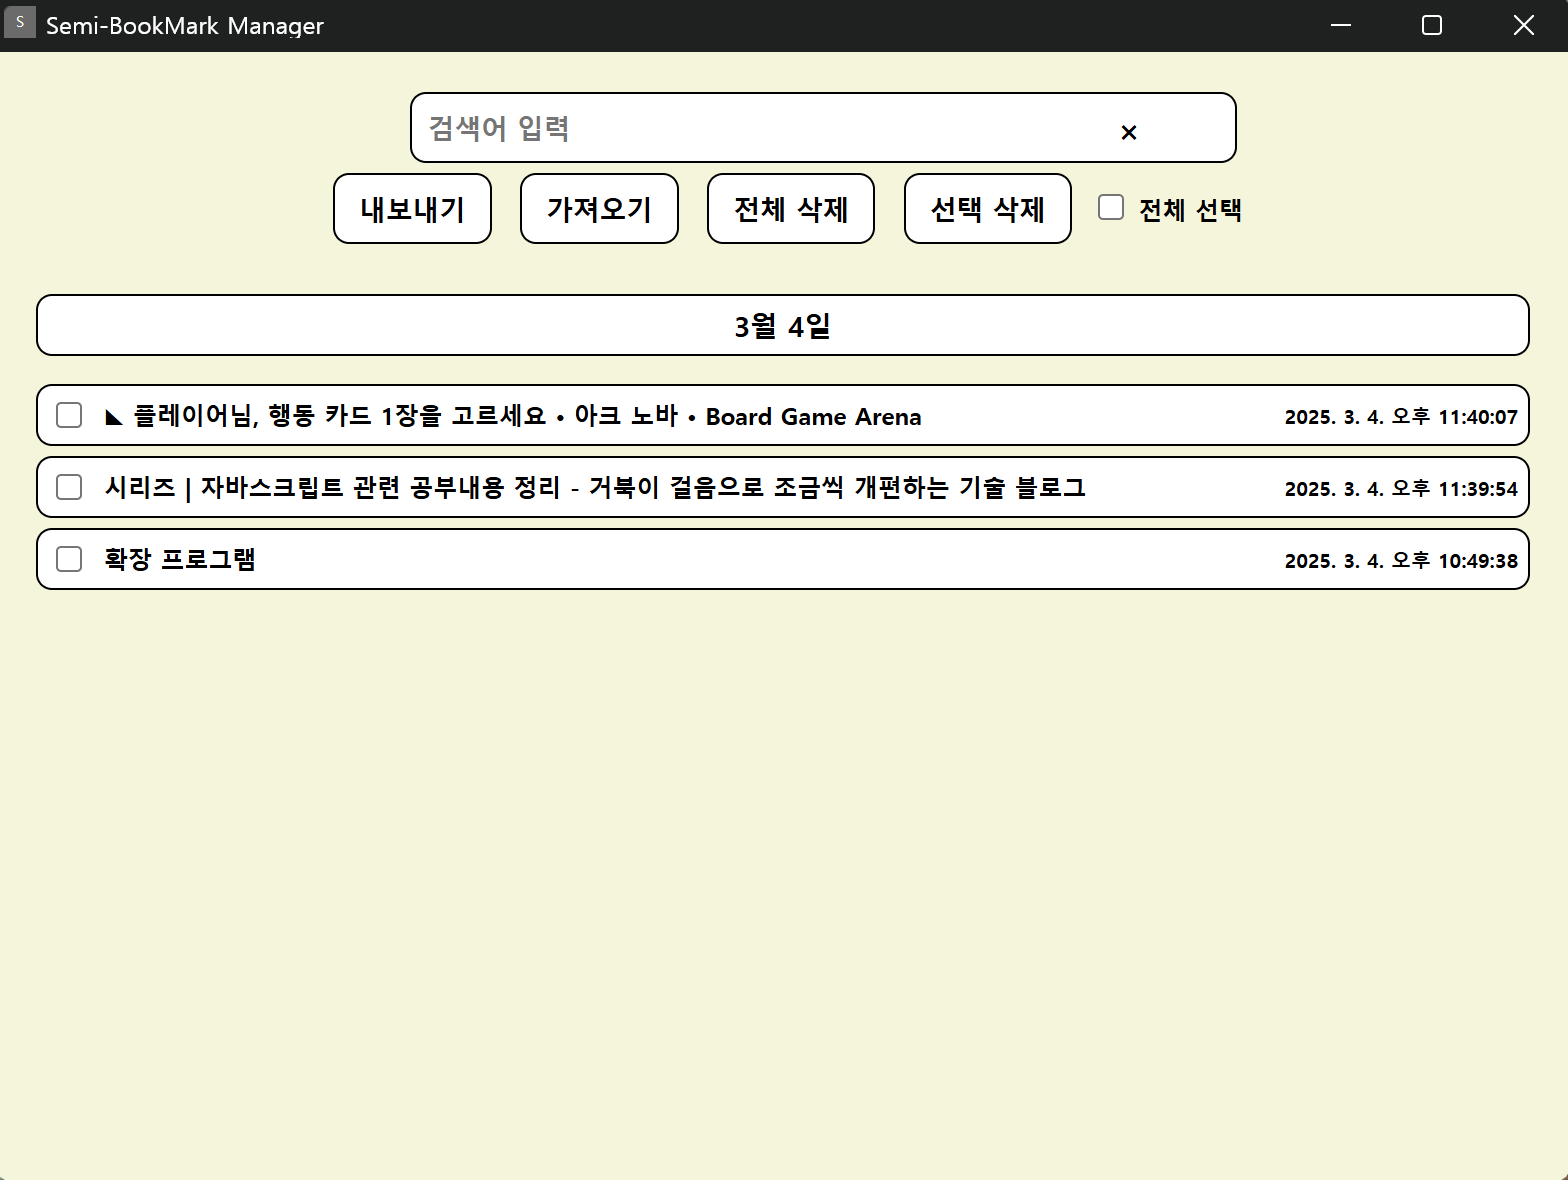 S Semi-BookMark Manager
검색어 입력 ×
내보내기 가져오기 전체 삭제 선택 삭제 전체 선택
3월 4일
◣ 플레이어님, 행동 카드 1장을 고르세요 • 아크 노바 • Board Game Arena 2025. 3. 4. 오후 11:40:07
시리즈 | 자바스크립트 관련 공부내용 정리 - 거북이 걸음으로 조금씩 개편하는 기술 블로그 2025. 3. 4. 오후 11:39:54
확장 프로그램 2025. 3. 4. 오후 10:49:38